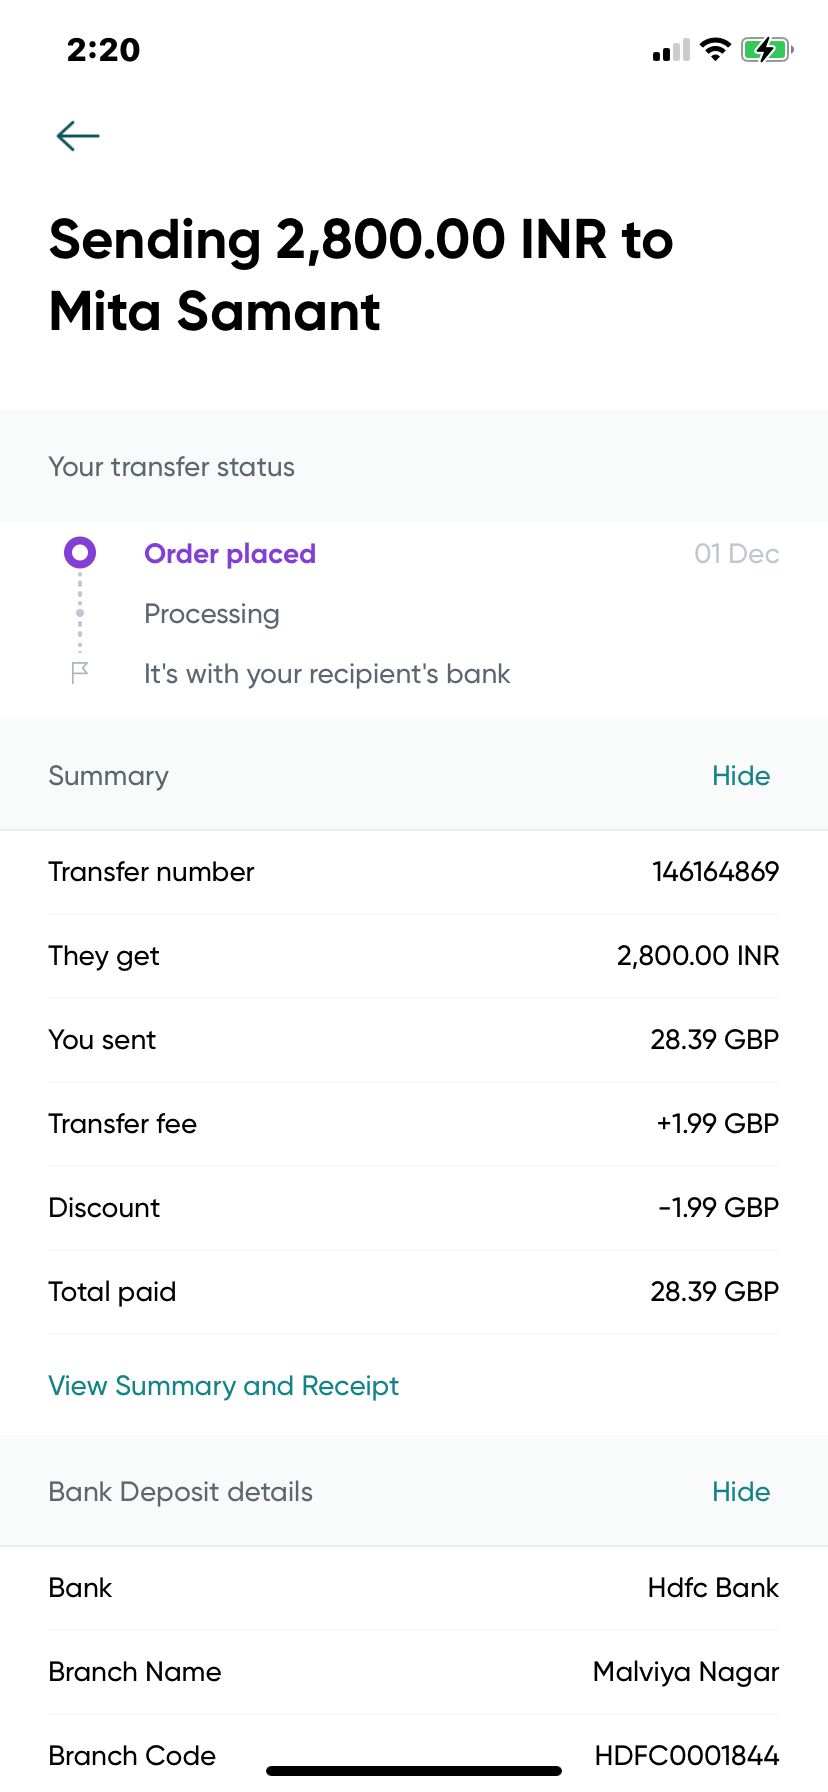 2:20
Sending 2,800.00 INR to
Mita Samant
Your transfer status
Order placed 01 Dec
Processing
It's with your recipient's bank
Summary Hide
Transfer number 146164869
They get 2,800.00 INR
You sent 28.39 GBP
Transfer fee +1.99 GBP
Discount -1.99 GBP
Total paid 28.39 GBP
View Summary and Receipt
Bank Deposit details Hide
Bank Hdfc Bank
Branch Name Malviya Nagar
Branch Code HDFC0001844